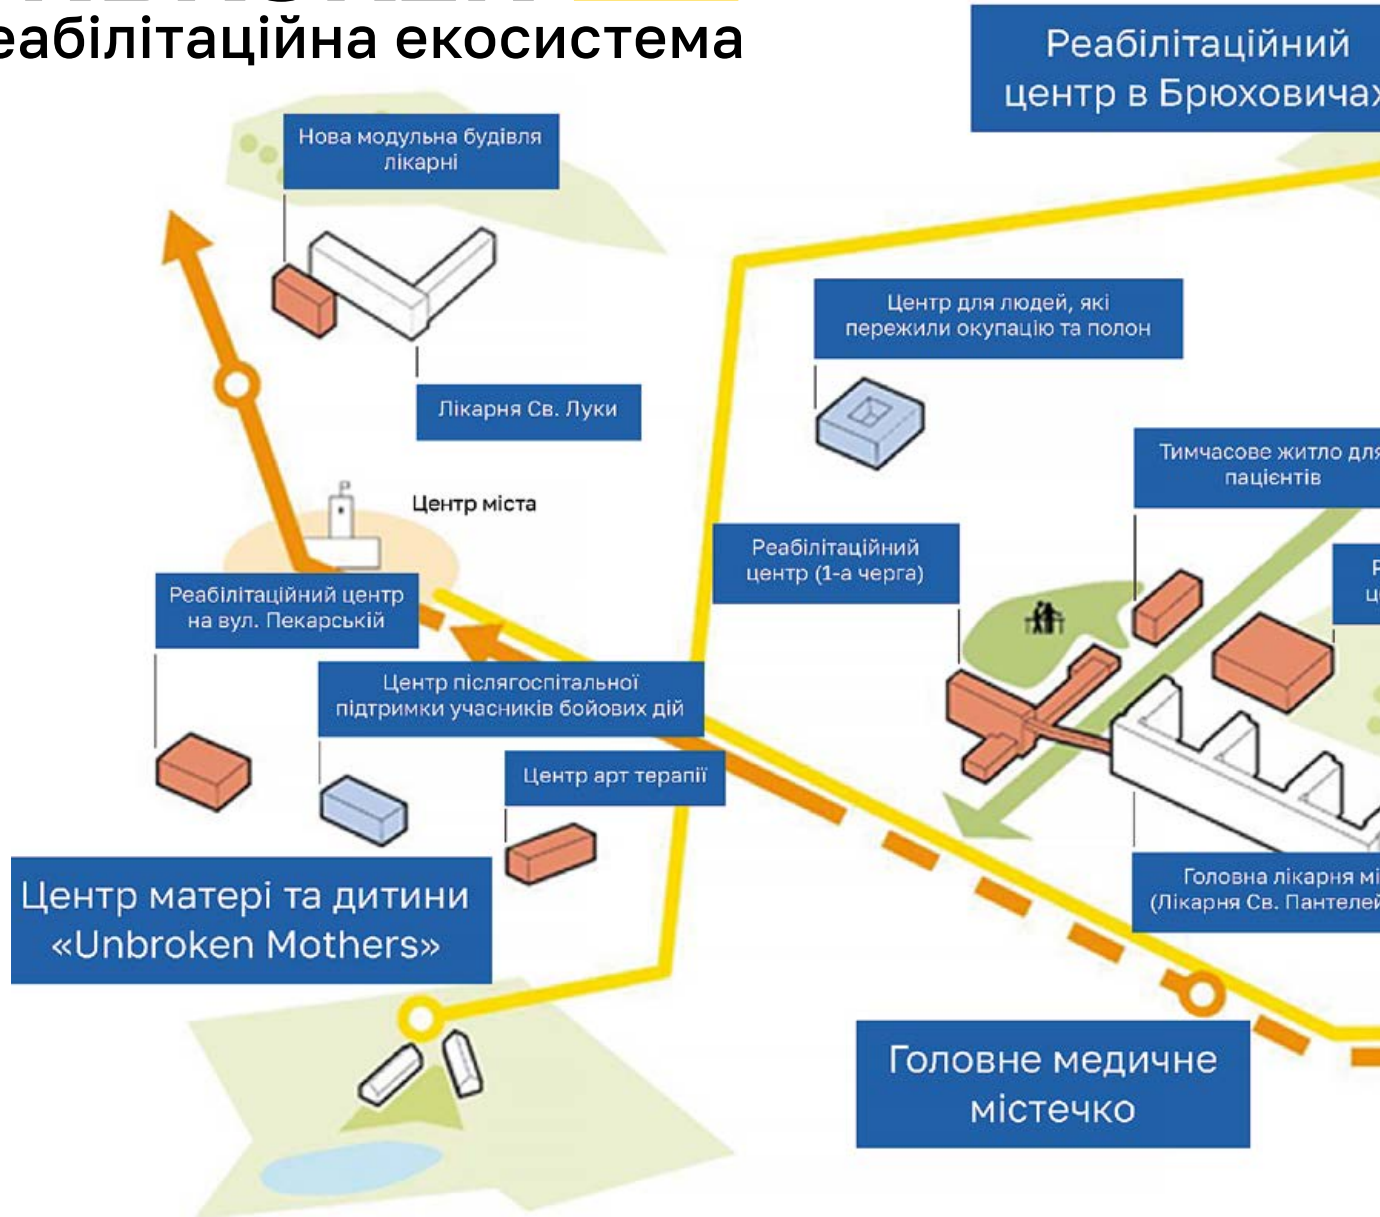 еабілітаційна екосистема
Реабілітаційний
центр в Брюховичах
Нова модульна будівля
лікарні
Центр для людей, які
пережили окупацію та полон
Лікарня Св. Луки
Тимчасове житло для
пацієнтів
Центр міста
Реабілітаційний
центр (1-а черга)
Реабілітаційний центр
на вул. Пекарській
Центр післягоспітальної
підтримки учасників бойових дій
Центр арт терапії
Головна лікарня мі
(Лікарня Св. Пантелей
Центр матері та дитини
«Unbroken Mothers»
Головне медичне
містечко